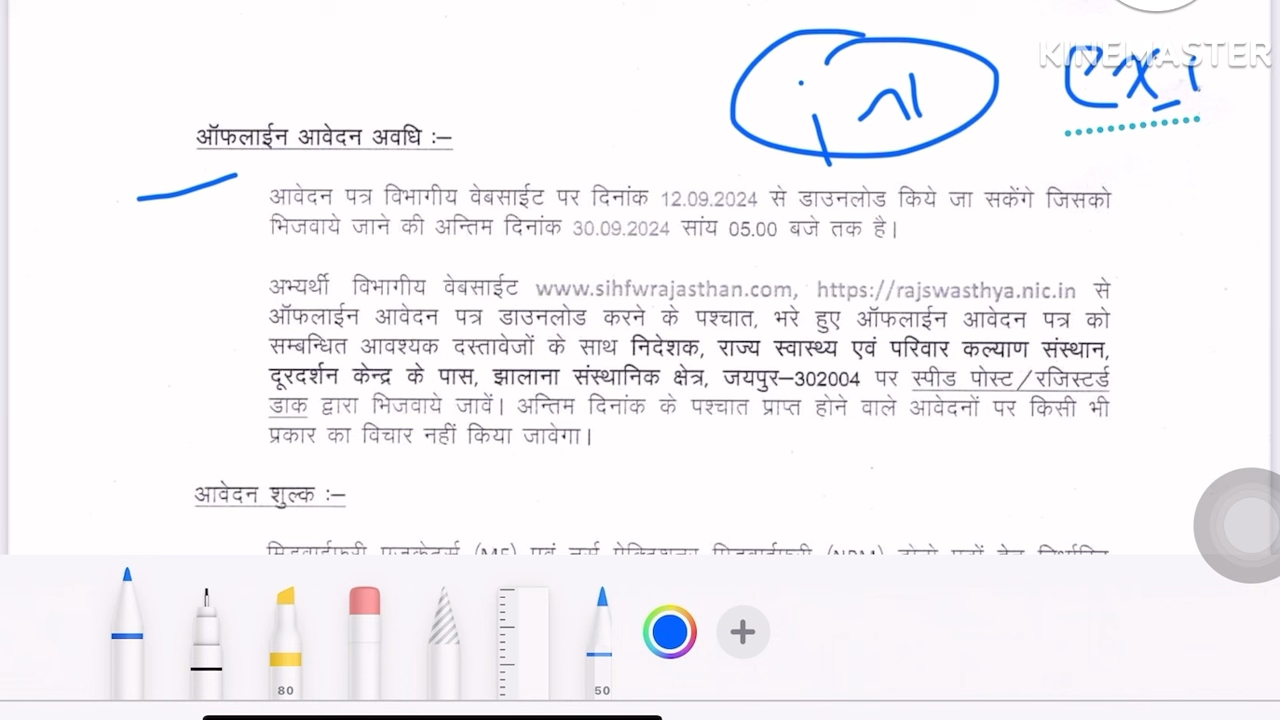 KINEMASTER
ऑफलाईन आवेदन अवधि :–
आवेदन पत्र विभागीय वेबसाईट पर दिनांक 12.09.2024 से डाउनलोड किये जा सकेंगे जिसको
भिजवाये जाने की अन्तिम दिनांक 30.09.2024 सांय 05.00 बजे तक है।
अभ्यर्थी विभागीय वेबसाईट www.sihfwrajasthan.com, https://rajswasthya.nic.in से
ऑफलाईन आवेदन पत्र डाउनलोड करने के पश्चात, भरे हुए ऑफलाईन आवेदन पत्र को
सम्बन्धित आवश्यक दस्तावेजों के साथ निदेशक, राज्य स्वास्थ्य एवं परिवार कल्याण संस्थान,
दूरदर्शन केन्द्र के पास, झालाना संस्थानिक क्षेत्र, जयपुर–302004 पर स्पीड पोस्ट/रजिस्टर्ड
डाक द्वारा भिजवाये जावें। अन्तिम दिनांक के पश्चात प्राप्त होने वाले आवेदनों पर किसी भी
प्रकार का विचार नहीं किया जावेगा।
आवेदन शुल्क :–
80
50